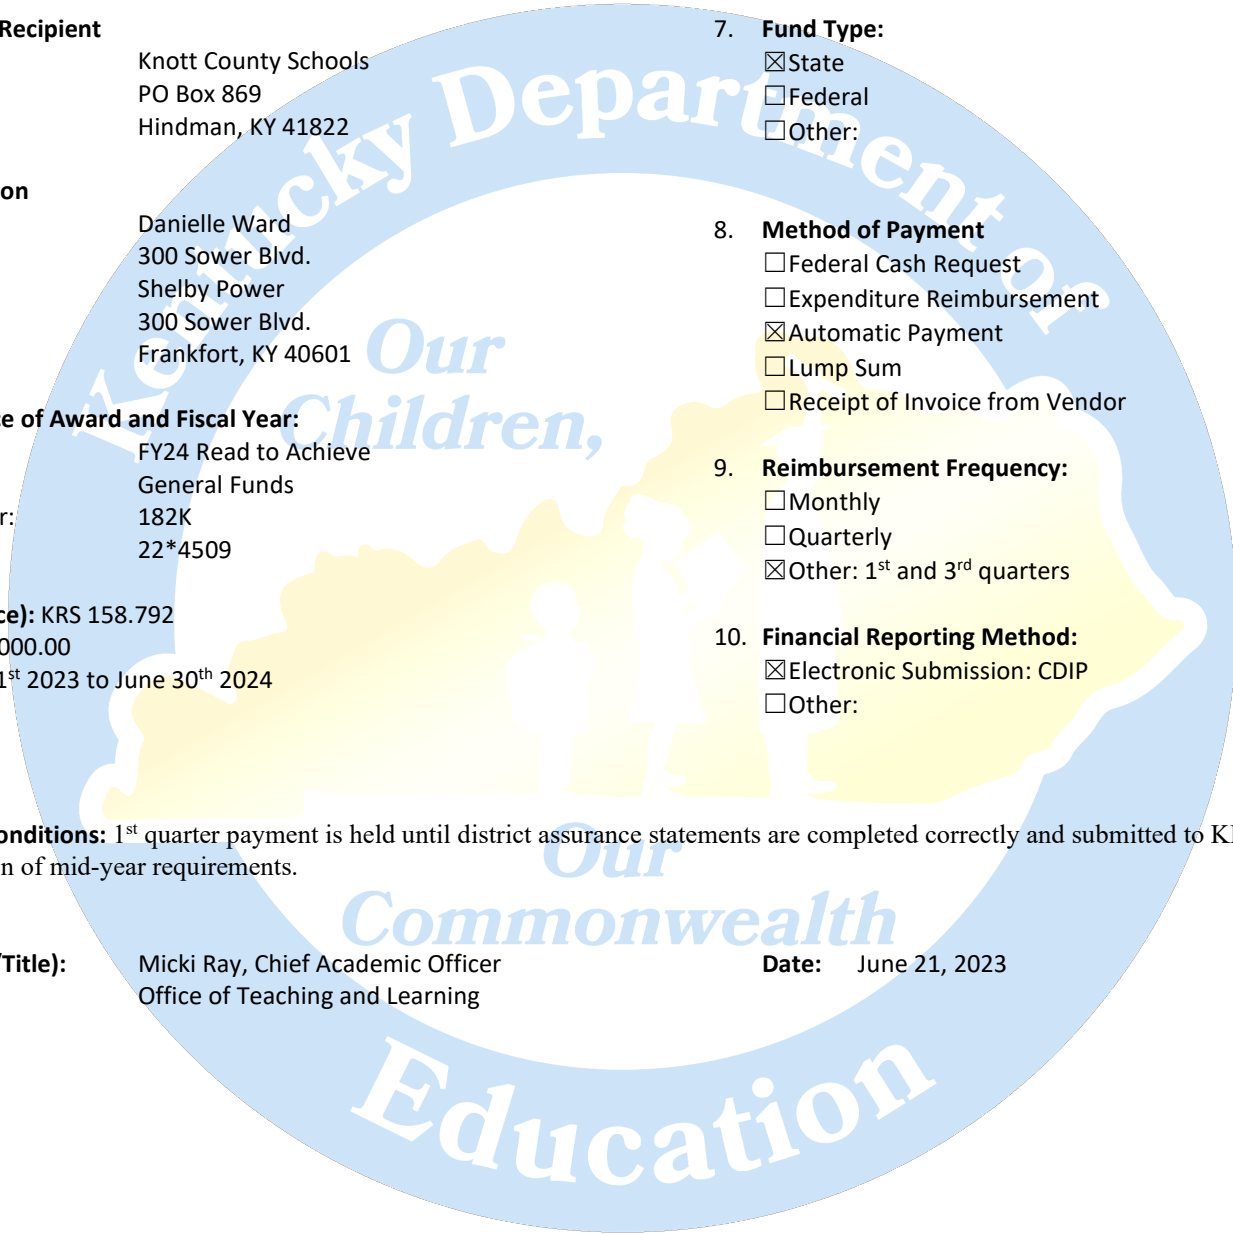 Recipient
Knott County Schools
PO Box 869
Hindman, KY 41822
on
Danielle Ward
300 Sower Blvd.
Shelby Power
300 Sower Blvd.
Frankfort, KY 40601
ce of Award and Fiscal Year:
FY24 Read to Achieve
General Funds
r: 182K
22*4509
ce): KRS 158.792
000.00
1st 2023 to June 30th 2024
7. Fund Type:
☒State
☐Federal
☐Other:
8. Method of Payment
☐Federal Cash Request
☐Expenditure Reimbursement
☒Automatic Payment
☐Lump Sum
☐Receipt of Invoice from Vendor
9. Reimbursement Frequency:
☐Monthly
☐Quarterly
☒Other: 1st and 3rd quarters
10. Financial Reporting Method:
☒Electronic Submission: CDIP
☐Other:
onditions: 1st quarter payment is held until district assurance statements are completed correctly and submitted to K
n of mid-year requirements.
/Title): Micki Ray, Chief Academic Officer
Office of Teaching and Learning
Date: June 21, 2023
Kentucky Department of
Education
Our
Children,
Our
Commonwealth